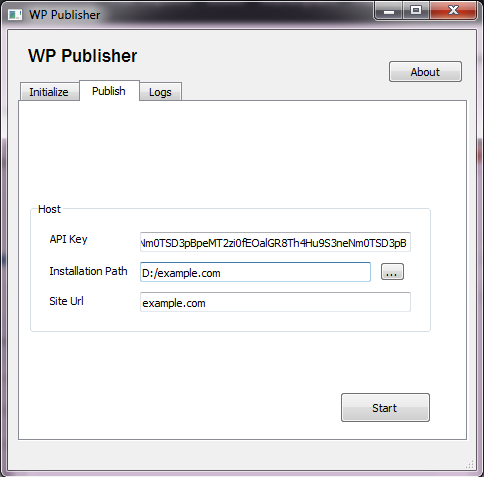 WP Publisher
WP Publisher
About
Initialize Publish Logs
Host
API Key Nm0TSD3pBpeMT2zi0fEOalGR8Th4Hu9S3neNm0TSD3pB
Installation Path D:/example.com ...
Site Url example.com
Start